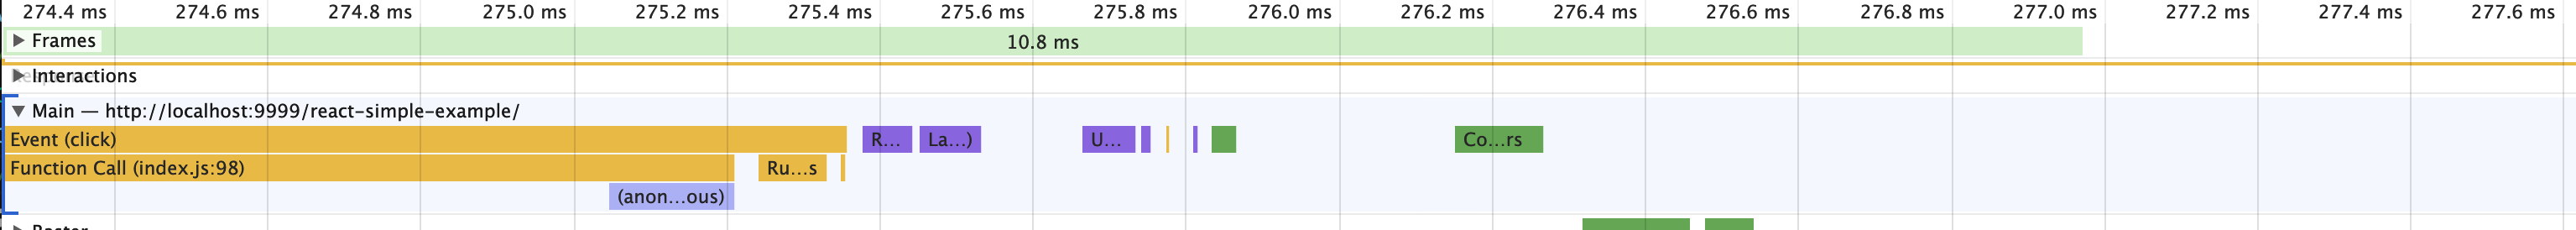 274.4 ms 274.6 ms 274.8 ms 275.0 ms 275.2 ms 275.4 ms 275.6 ms 275.8 ms 276.0 ms 276.2 ms 276.4 ms 276.6 ms 276.8 ms 277.0 ms 277.2 ms 277.4 ms 277.6 ms
Frames 10.8 ms
Interactions
Main — http://localhost:9999/react-simple-example/
Event (click) R... La...) U... Co...rs
Function Call (index.js:98) Ru...s
(anon...ous)